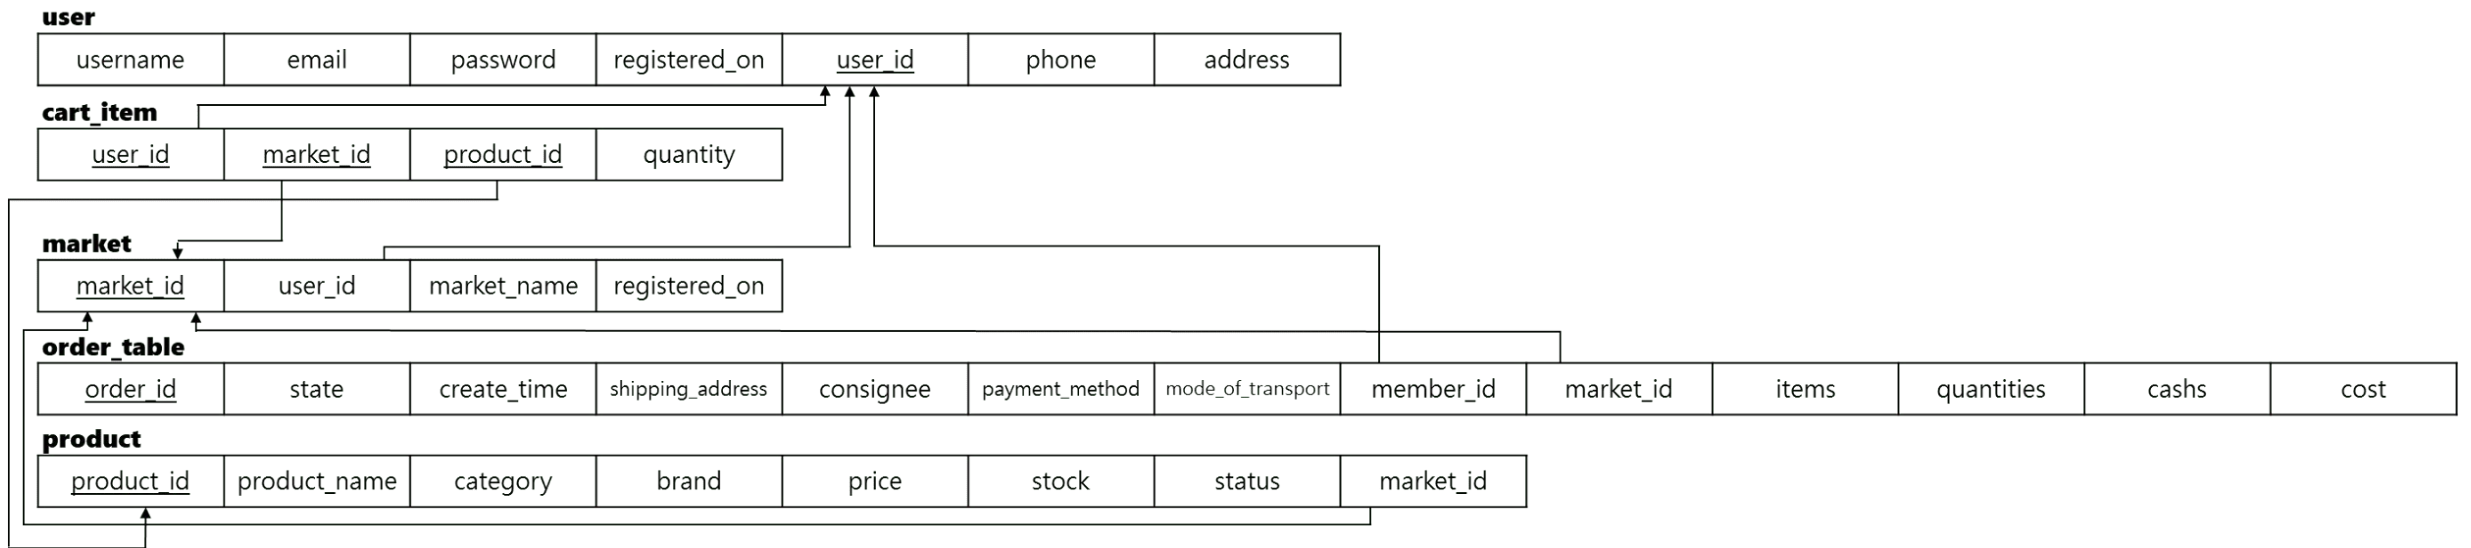 user
username email password registered_on user_id phone address
cart_item
user_id market_id product_id quantity
market
market_id user_id market_name registered_on
order_table
order_id state create_time shipping_address consignee payment_method mode_of_transport member_id market_id items quantities cashs cost
product
product_id product_name category brand price stock status market_id